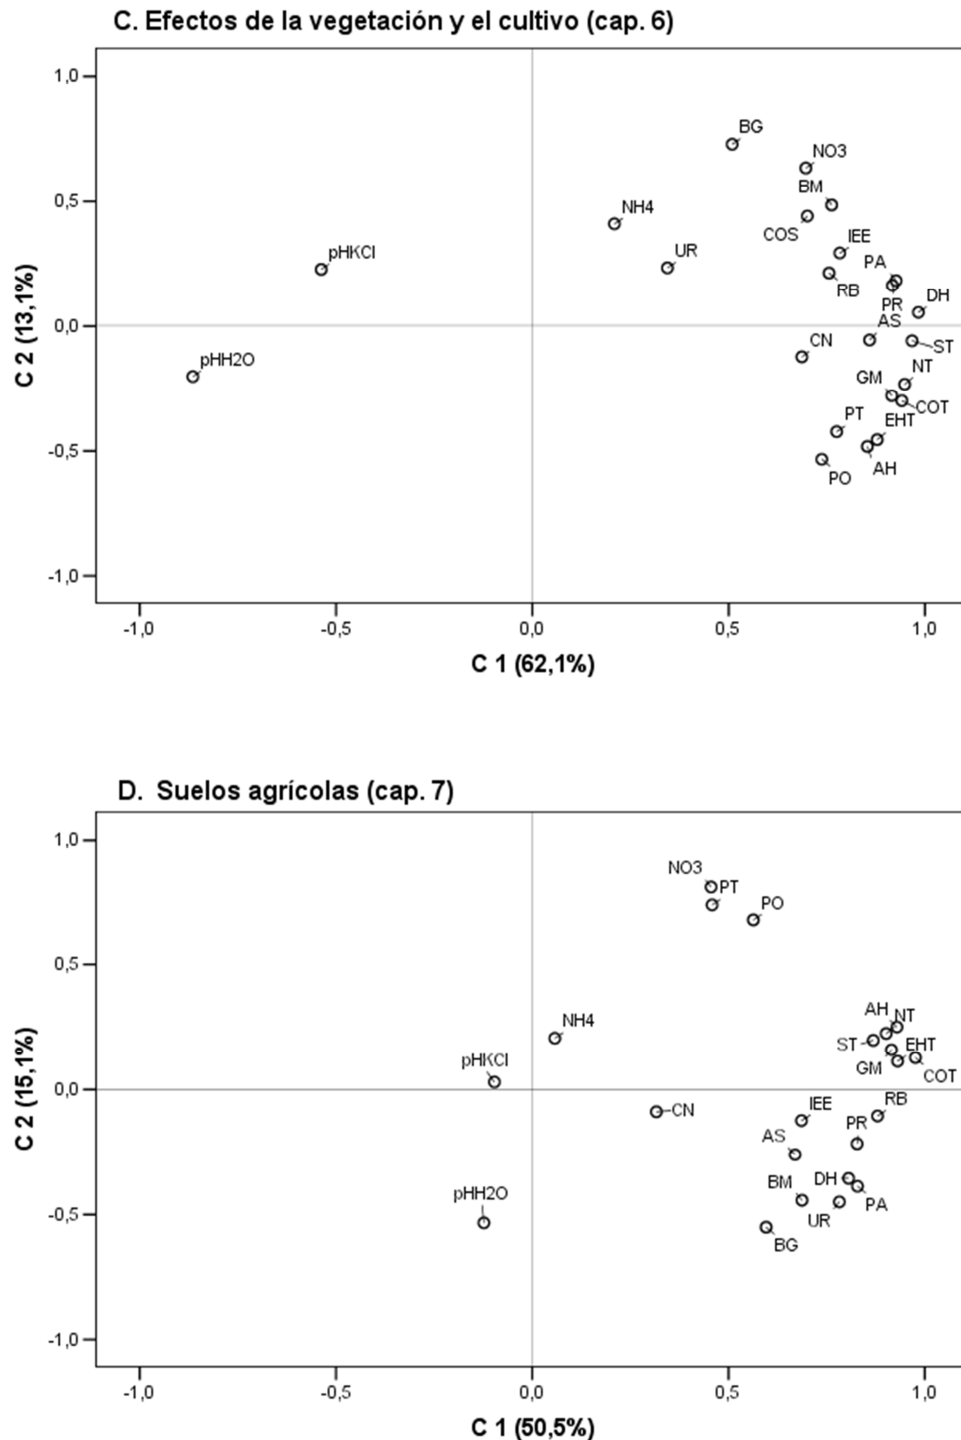 C. Efectos de la vegetación y el cultivo (cap. 6)
1,0
BG
NO3
BM
0,5
NH4
COS
IEE
UR
pHKCl
PA
RB
DH
PR
0,0
AS
CN
ST
pHH2O
NT
GM
COT
PT
EHT
-0,5
AH
PO
-1,0
C 2 (13,1%)
-1,0 -0,5 0,0 0,5 1,0
C 1 (62,1%)
D. Suelos agrícolas (cap. 7)
1,0
NO3
PT
PO
0,5
AH NT
NH4
ST
EHT
pHKCl
GM
COT
0,0
IEE
RB
CN
PR
AS
DH
BM
pHH2O
PA
-0,5
UR
BG
-1,0
C 2 (15,1%)
-1,0 -0,5 0,0 0,5 1,0
C 1 (50,5%)